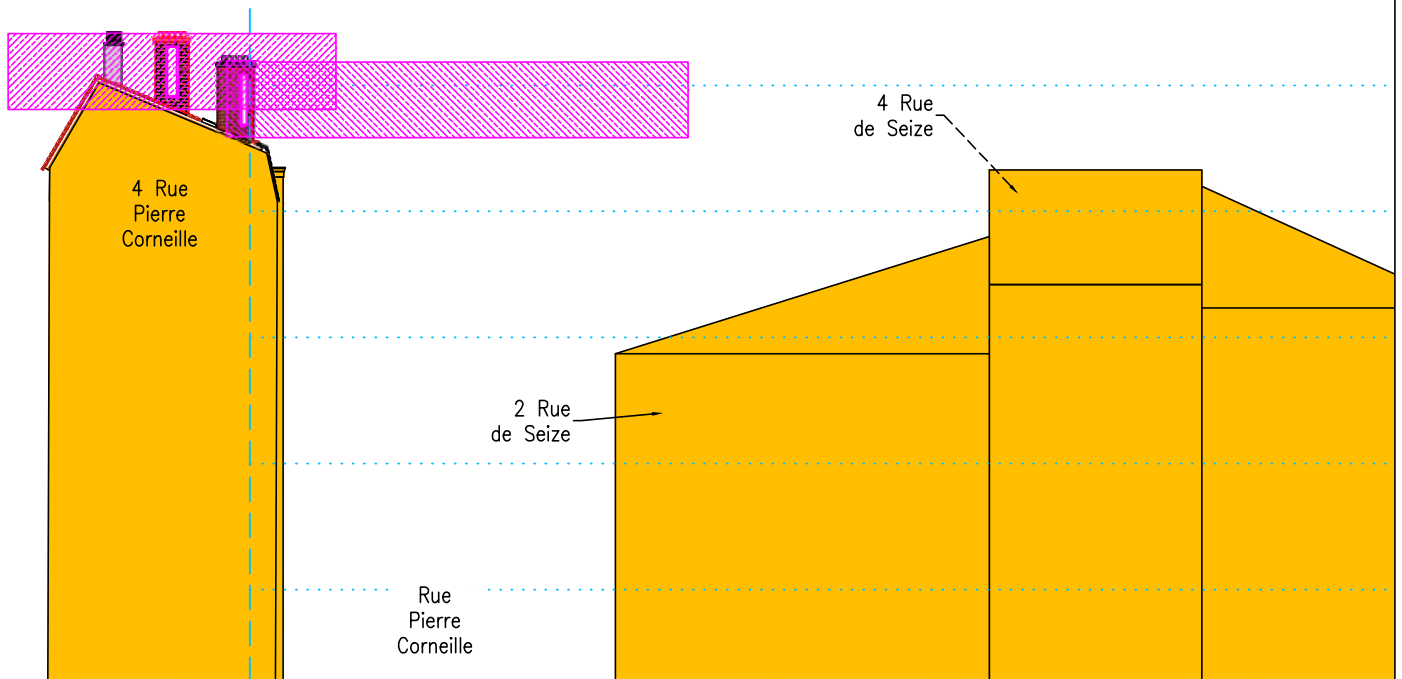 4 Rue
Pierre
Corneille
4 Rue
de Seize
2 Rue
de Seize
Rue
Pierre
Corneille